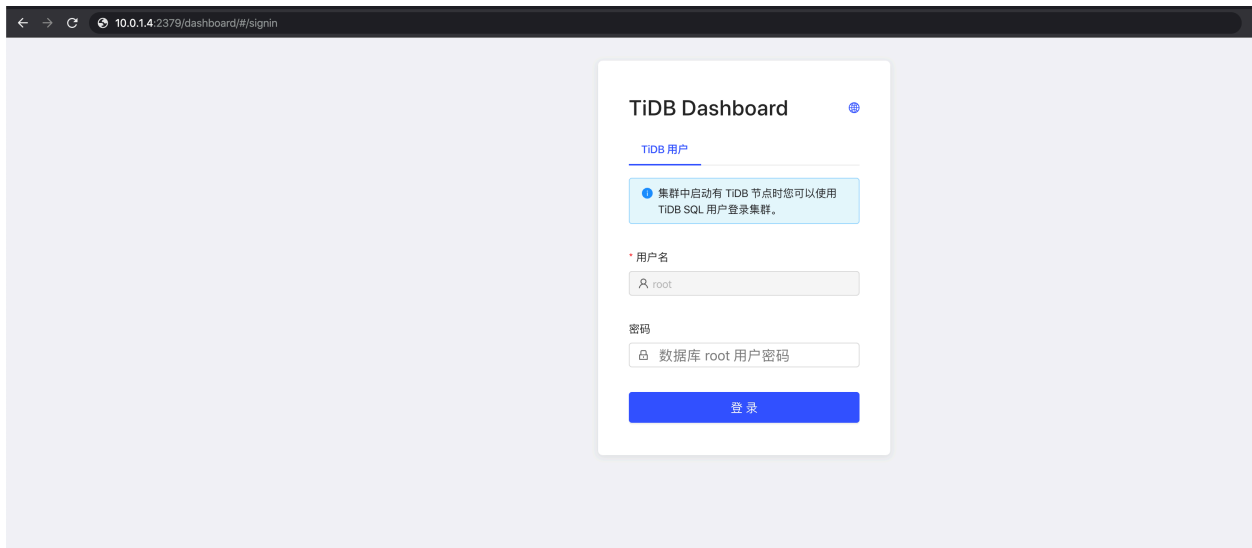 10.0.1.4:2379/dashboard/#/signin
TiDB Dashboard
TiDB 用户
集群中启动有 TiDB 节点时您可以使用
TiDB SQL 用户登录集群。
* 用户名
root
密码
数据库 root 用户密码
登 录